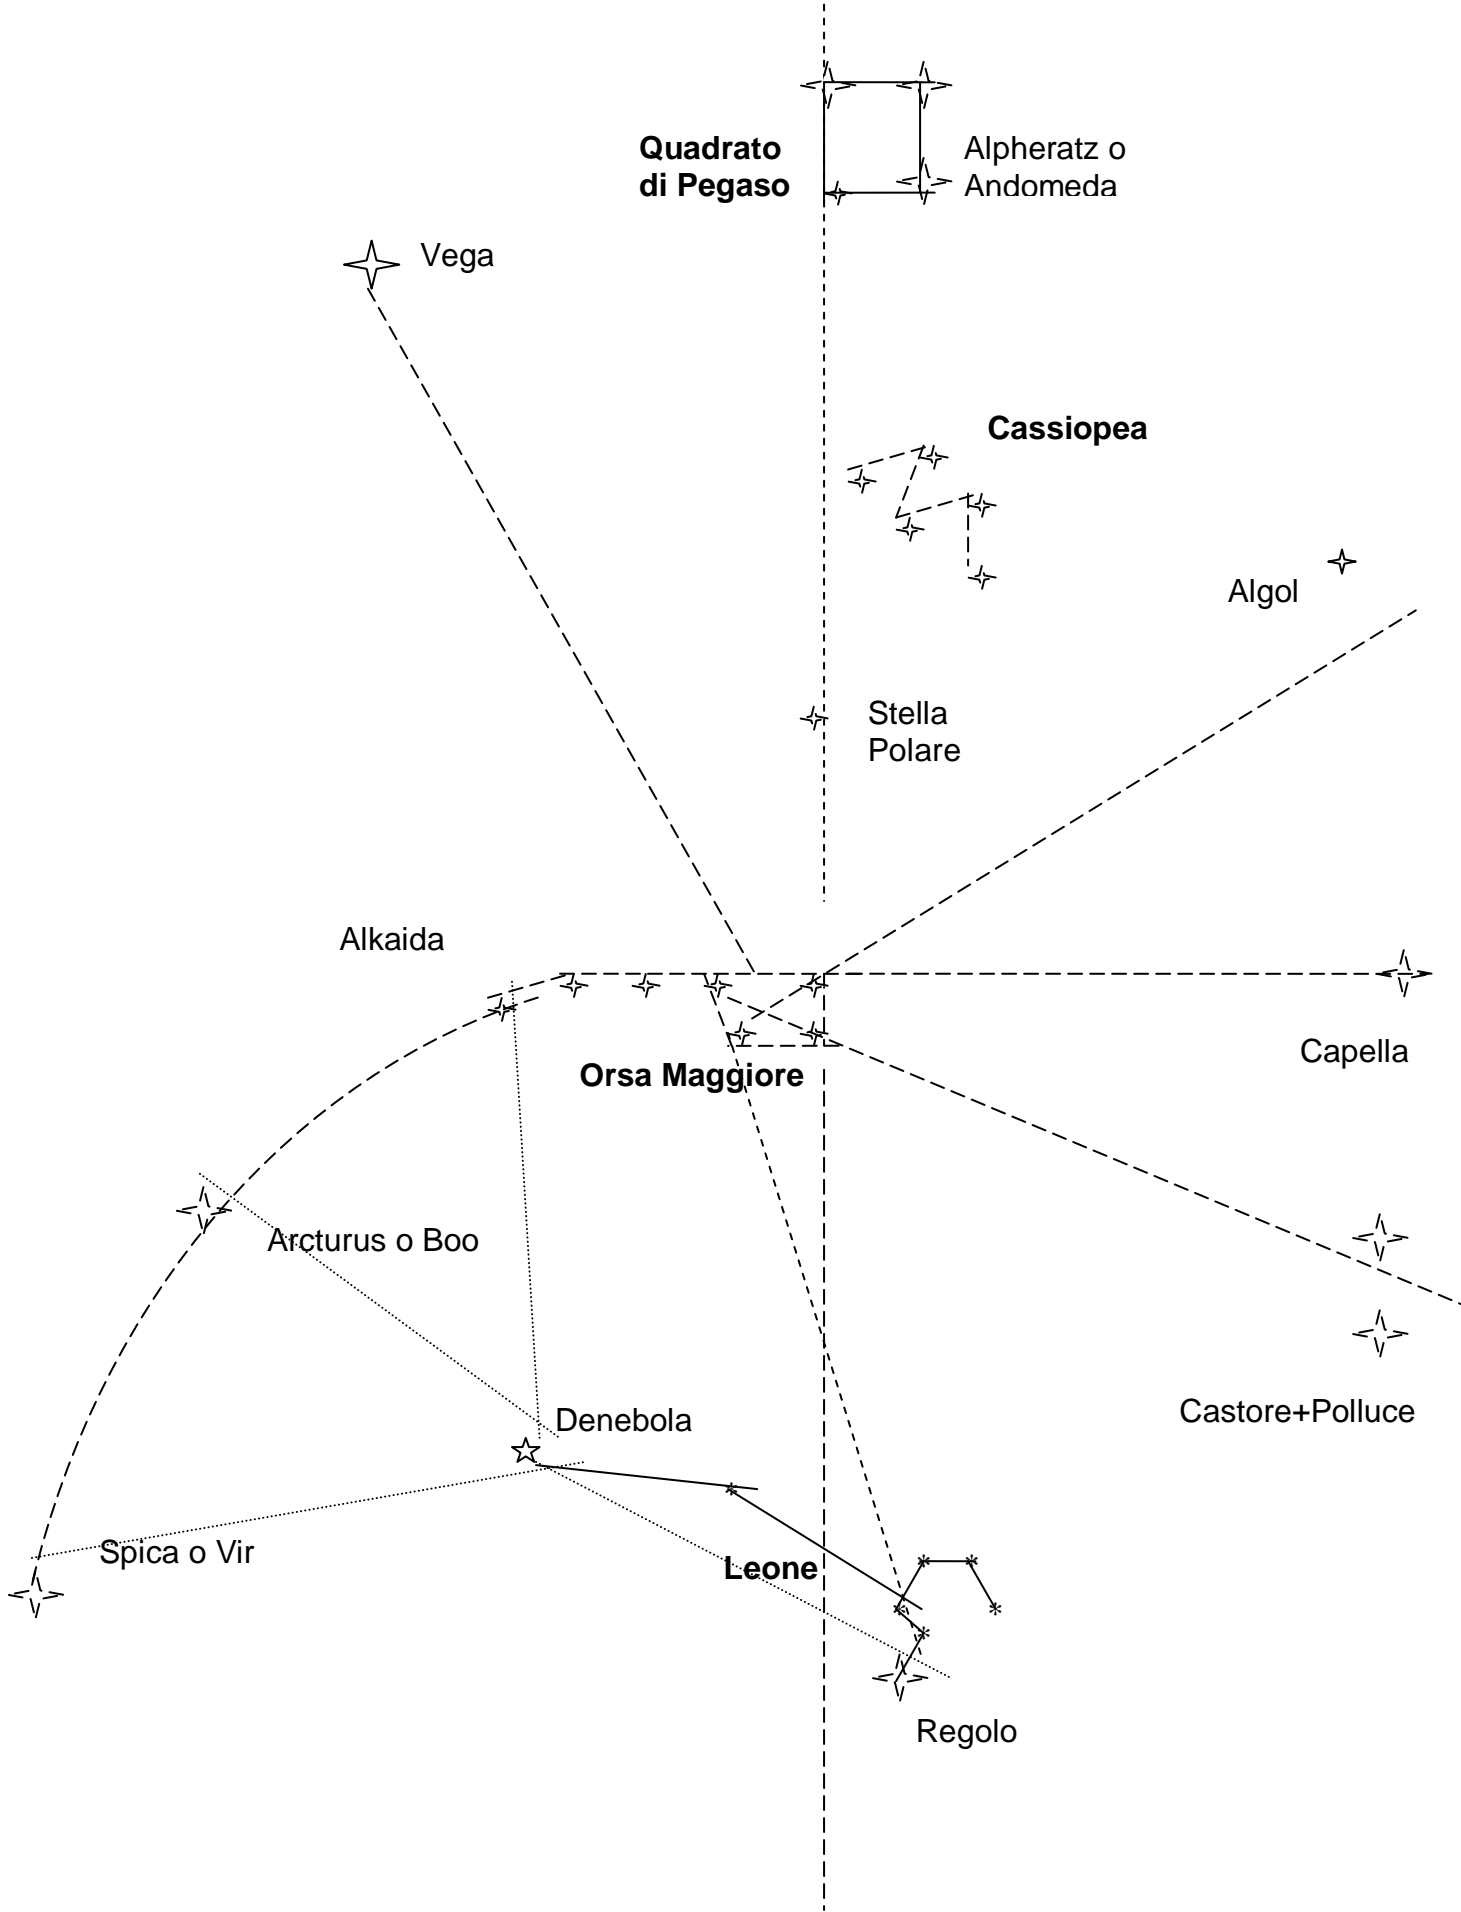 Quadrato
di Pegaso
Alpheratz o
Andomeda
Vega
Cassiopea
Algol
Stella
Polare
Alkaida
Capella
Orsa Maggiore
Arcturus o Boo
Castore+Polluce
Denebola
Spica o Vir
Leone
Regolo